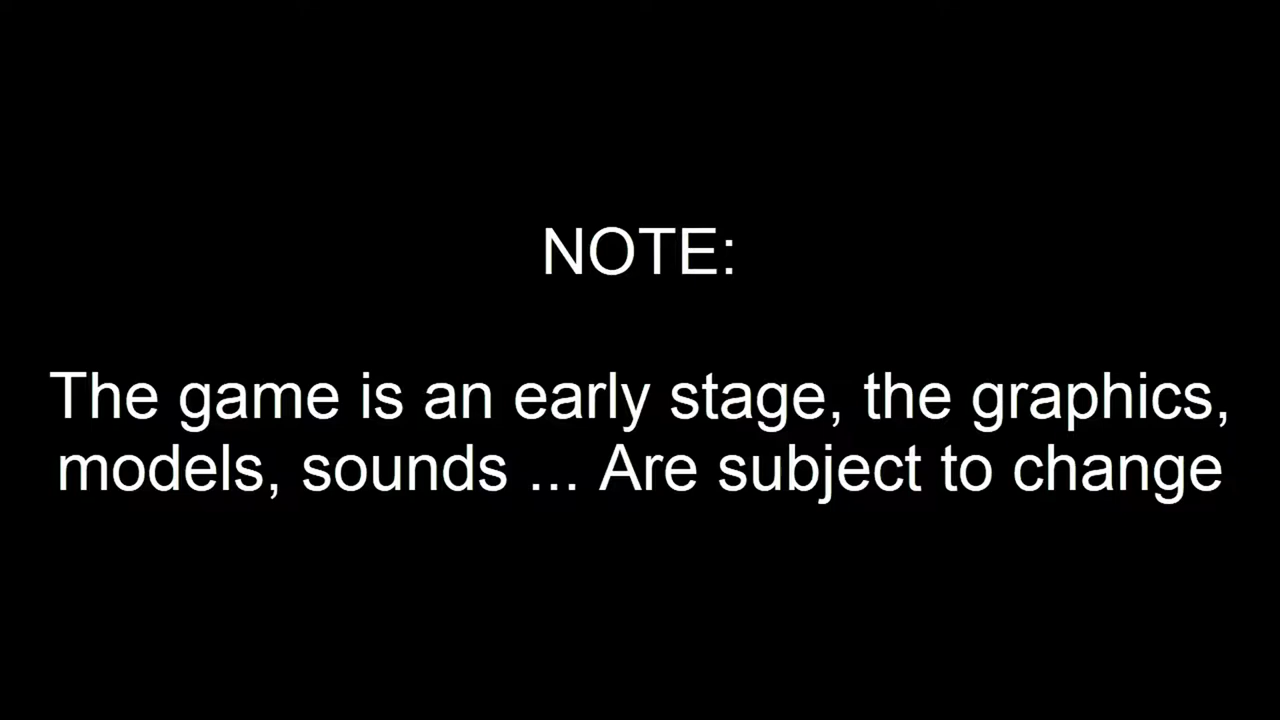 NOTE:
The game is an early stage, the graphics,
models, sounds ... Are subject to change